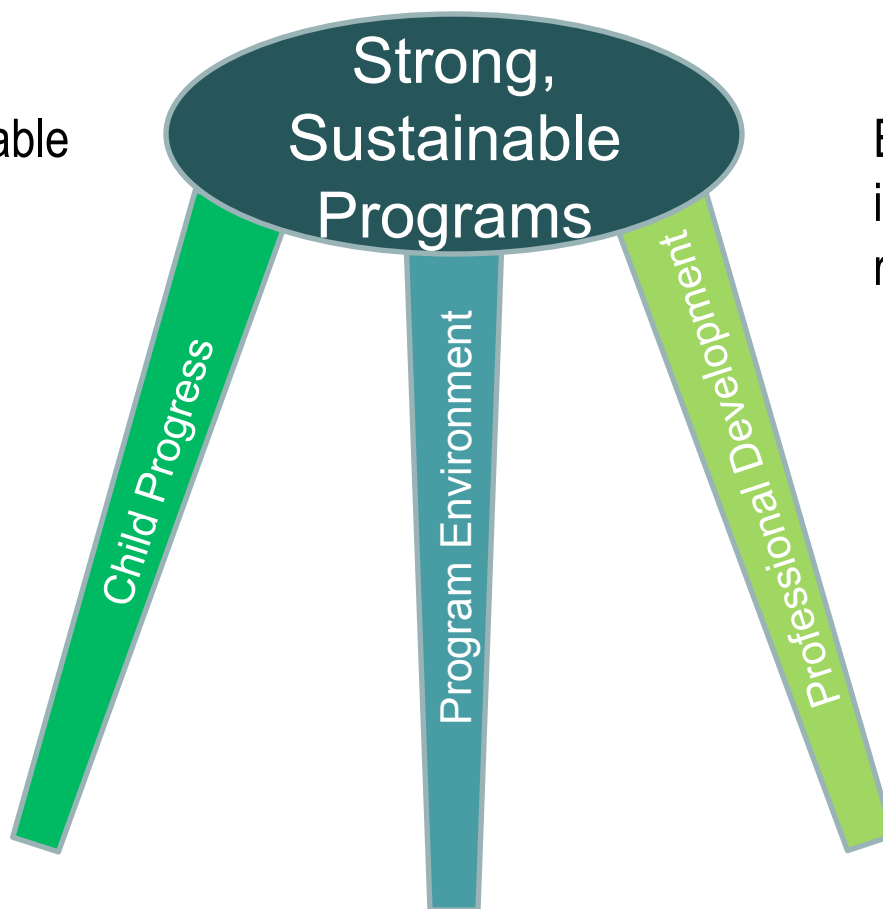 Strong,
Sustainable
Programs
Child Progress
Program Environment
Professional Development